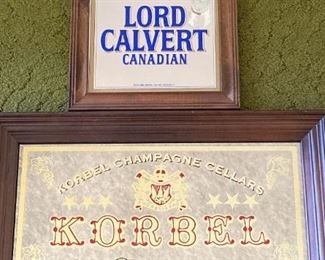 LORD
CALVERT
CANADIAN
KORBEL CHAMPAGNE CELLARS
KORBEL